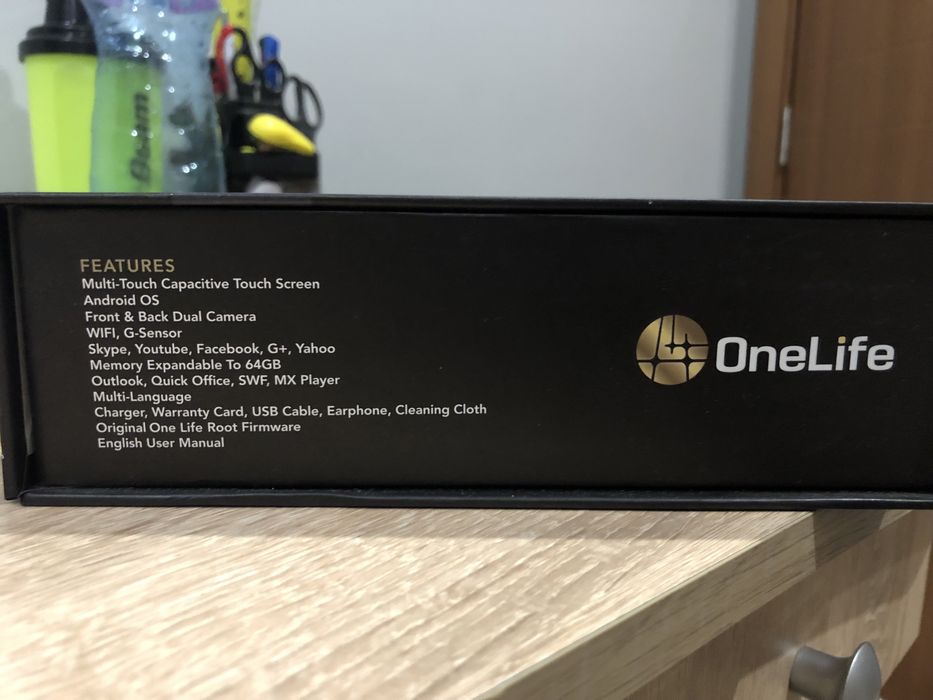 FEATURES
Multi-Touch Capacitive Touch Screen
Android OS
Front & Back Dual Camera
WIFI, G-Sensor
Skype, Youtube, Facebook, G+, Yahoo
Memory Expandable To 64GB
Outlook, Quick Office, SWF, MX Player
Multi-Language
Charger, Warranty Card, USB Cable, Earphone, Cleaning Cloth
Original One Life Root Firmware
English User Manual
OneLife